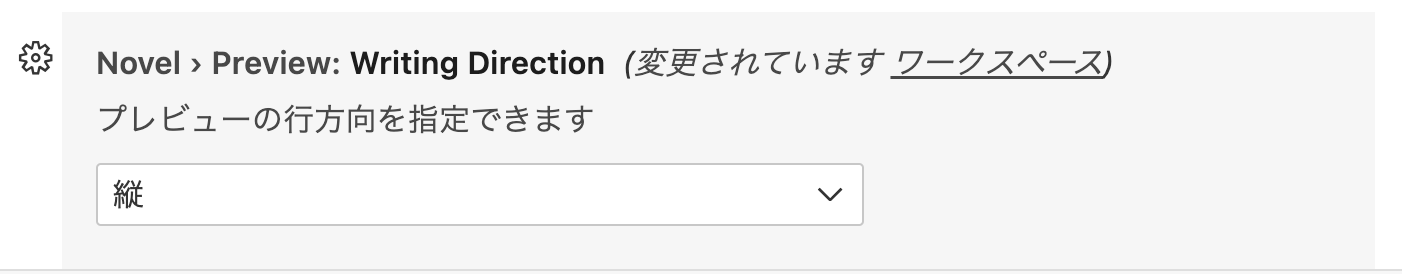 Novel › Preview: Writing Direction (変更されています ワークスペース)
プレビューの行方向を指定できます
縦